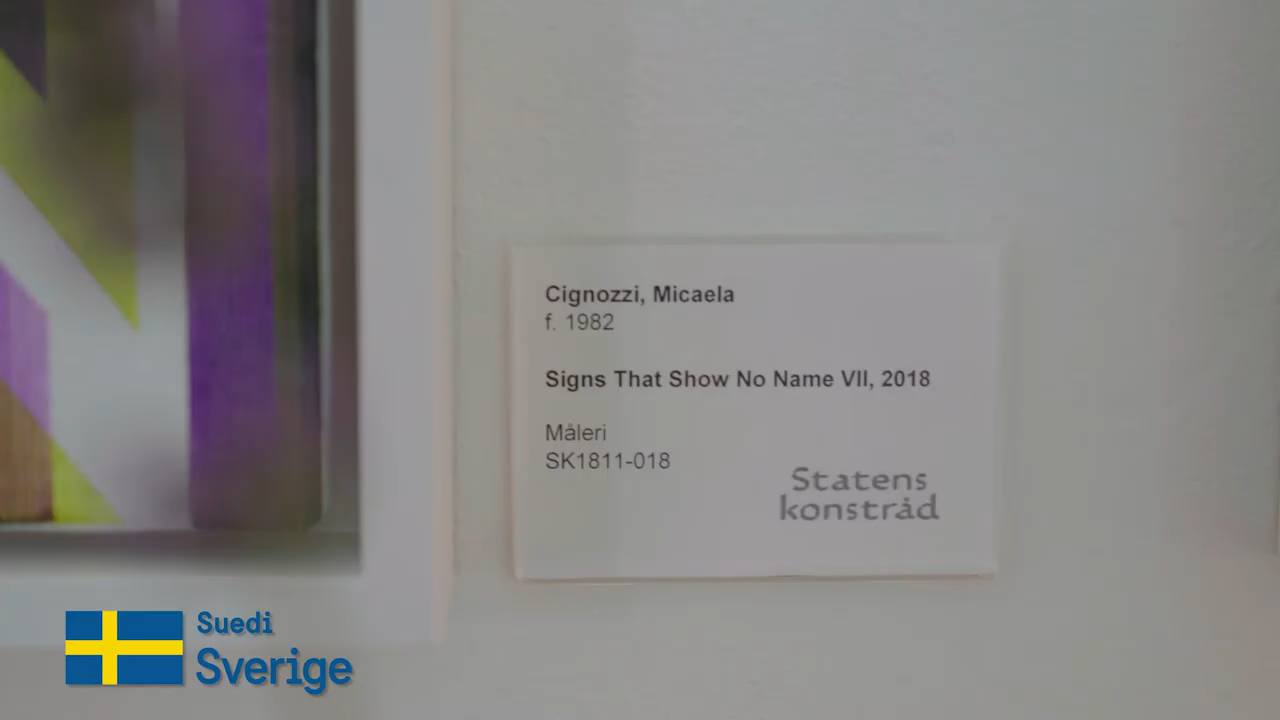 Cignozzi, Micaela
f. 1982
Signs That Show No Name VII, 2018
Måleri
SK1811-018
Statens
konstråd
Suedi
Sverige